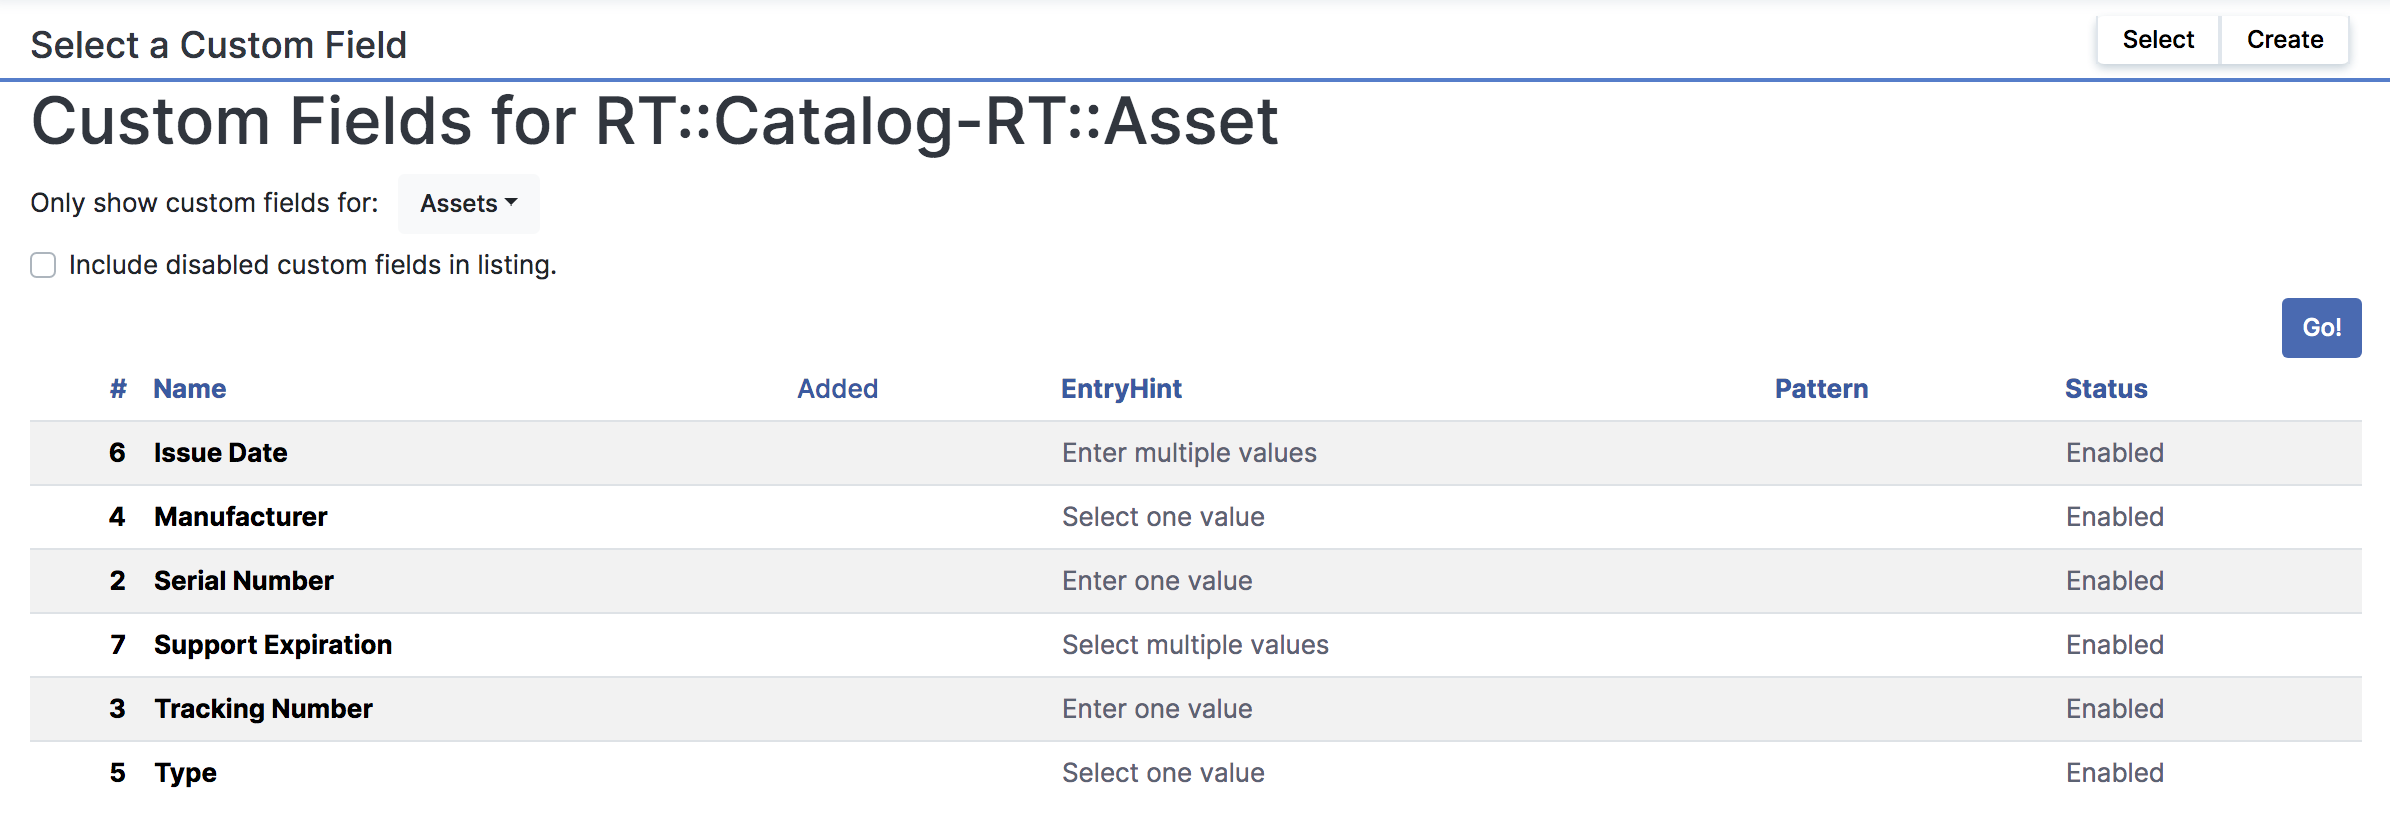 Select a Custom Field
Select Create
Custom Fields for RT::Catalog-RT::Asset
Only show custom fields for: Assets
Include disabled custom fields in listing.
Go!
# Name Added EntryHint Pattern Status
6 Issue Date Enter multiple values Enabled
4 Manufacturer Select one value Enabled
2 Serial Number Enter one value Enabled
7 Support Expiration Select multiple values Enabled
3 Tracking Number Enter one value Enabled
5 Type Select one value Enabled